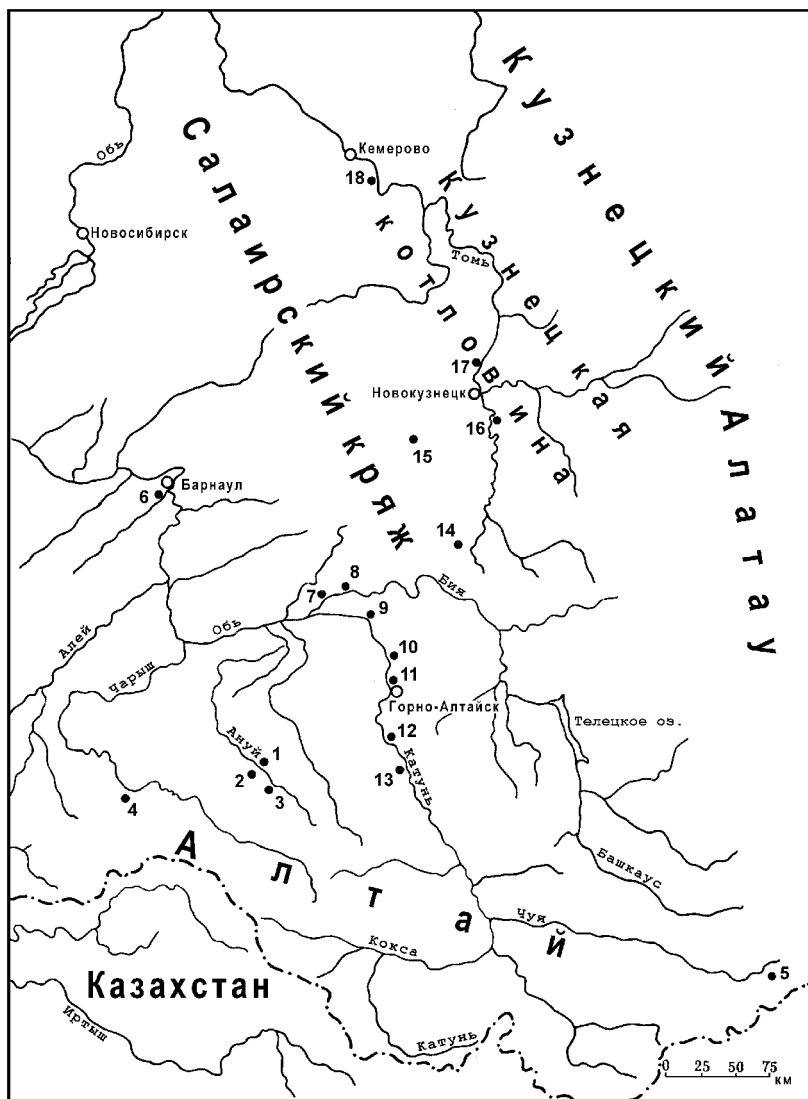 Кузнецкий Алатау
Салаирский кряж
Кузнецкая
котловина
Обь
Кемерово
18
Новосибирск
Томь
17
Новокузнецк
16
15
Барнаул
6
14
8
7
Бия
9
Обь
Алей
Чарыш
10
11
Горно-Алтайск
Телецкое оз.
Ануй
12
1
Катунь
2
13
3
4
Алтай
Башкаус
Чуя
Кокса
5
Казахстан
Иртыш
Катунь
0 25 50 75
км